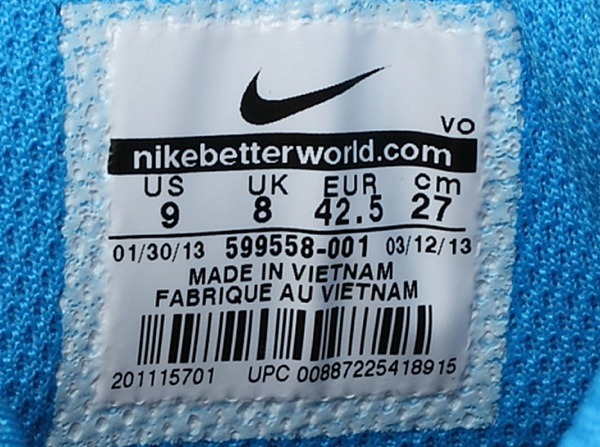 VO
nikebetterworld.com
US UK EUR cm
9 8 42.5 27
01/30/13 599558-001 03/12/13
MADE IN VIETNAM
FABRIQUE AU VIETNAM
201115701 UPC 00887225418915